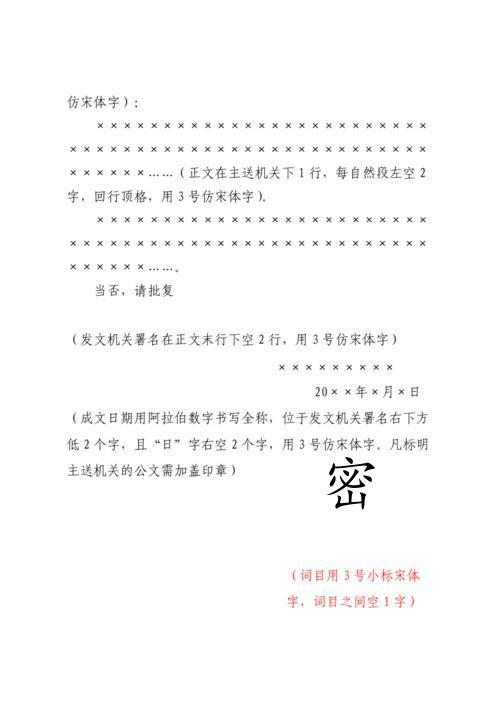 仿宋体字）：
×××××××××××××××××××××××××
×××××××××××××××××××××××××××
××××××……（正文在主送机关下1行，每自然段左空2
字，回行顶格，用3号仿宋体字）。
×××××××××××××××××××××××××
×××××××××××××××××××××××××××
××××××……。
当否，请批复
（发文机关署名在正文末行下空2行，用3号仿宋体字）
×××××××××
20××年×月×日
（成文日期用阿拉伯数字书写全称，位于发文机关署名右下方
低2个字，且“日”字右空2个字，用3号仿宋体字。凡标明
主送机关的公文需加盖印章）
密
（词目用3号小标宋体
字，词目之间空1字）